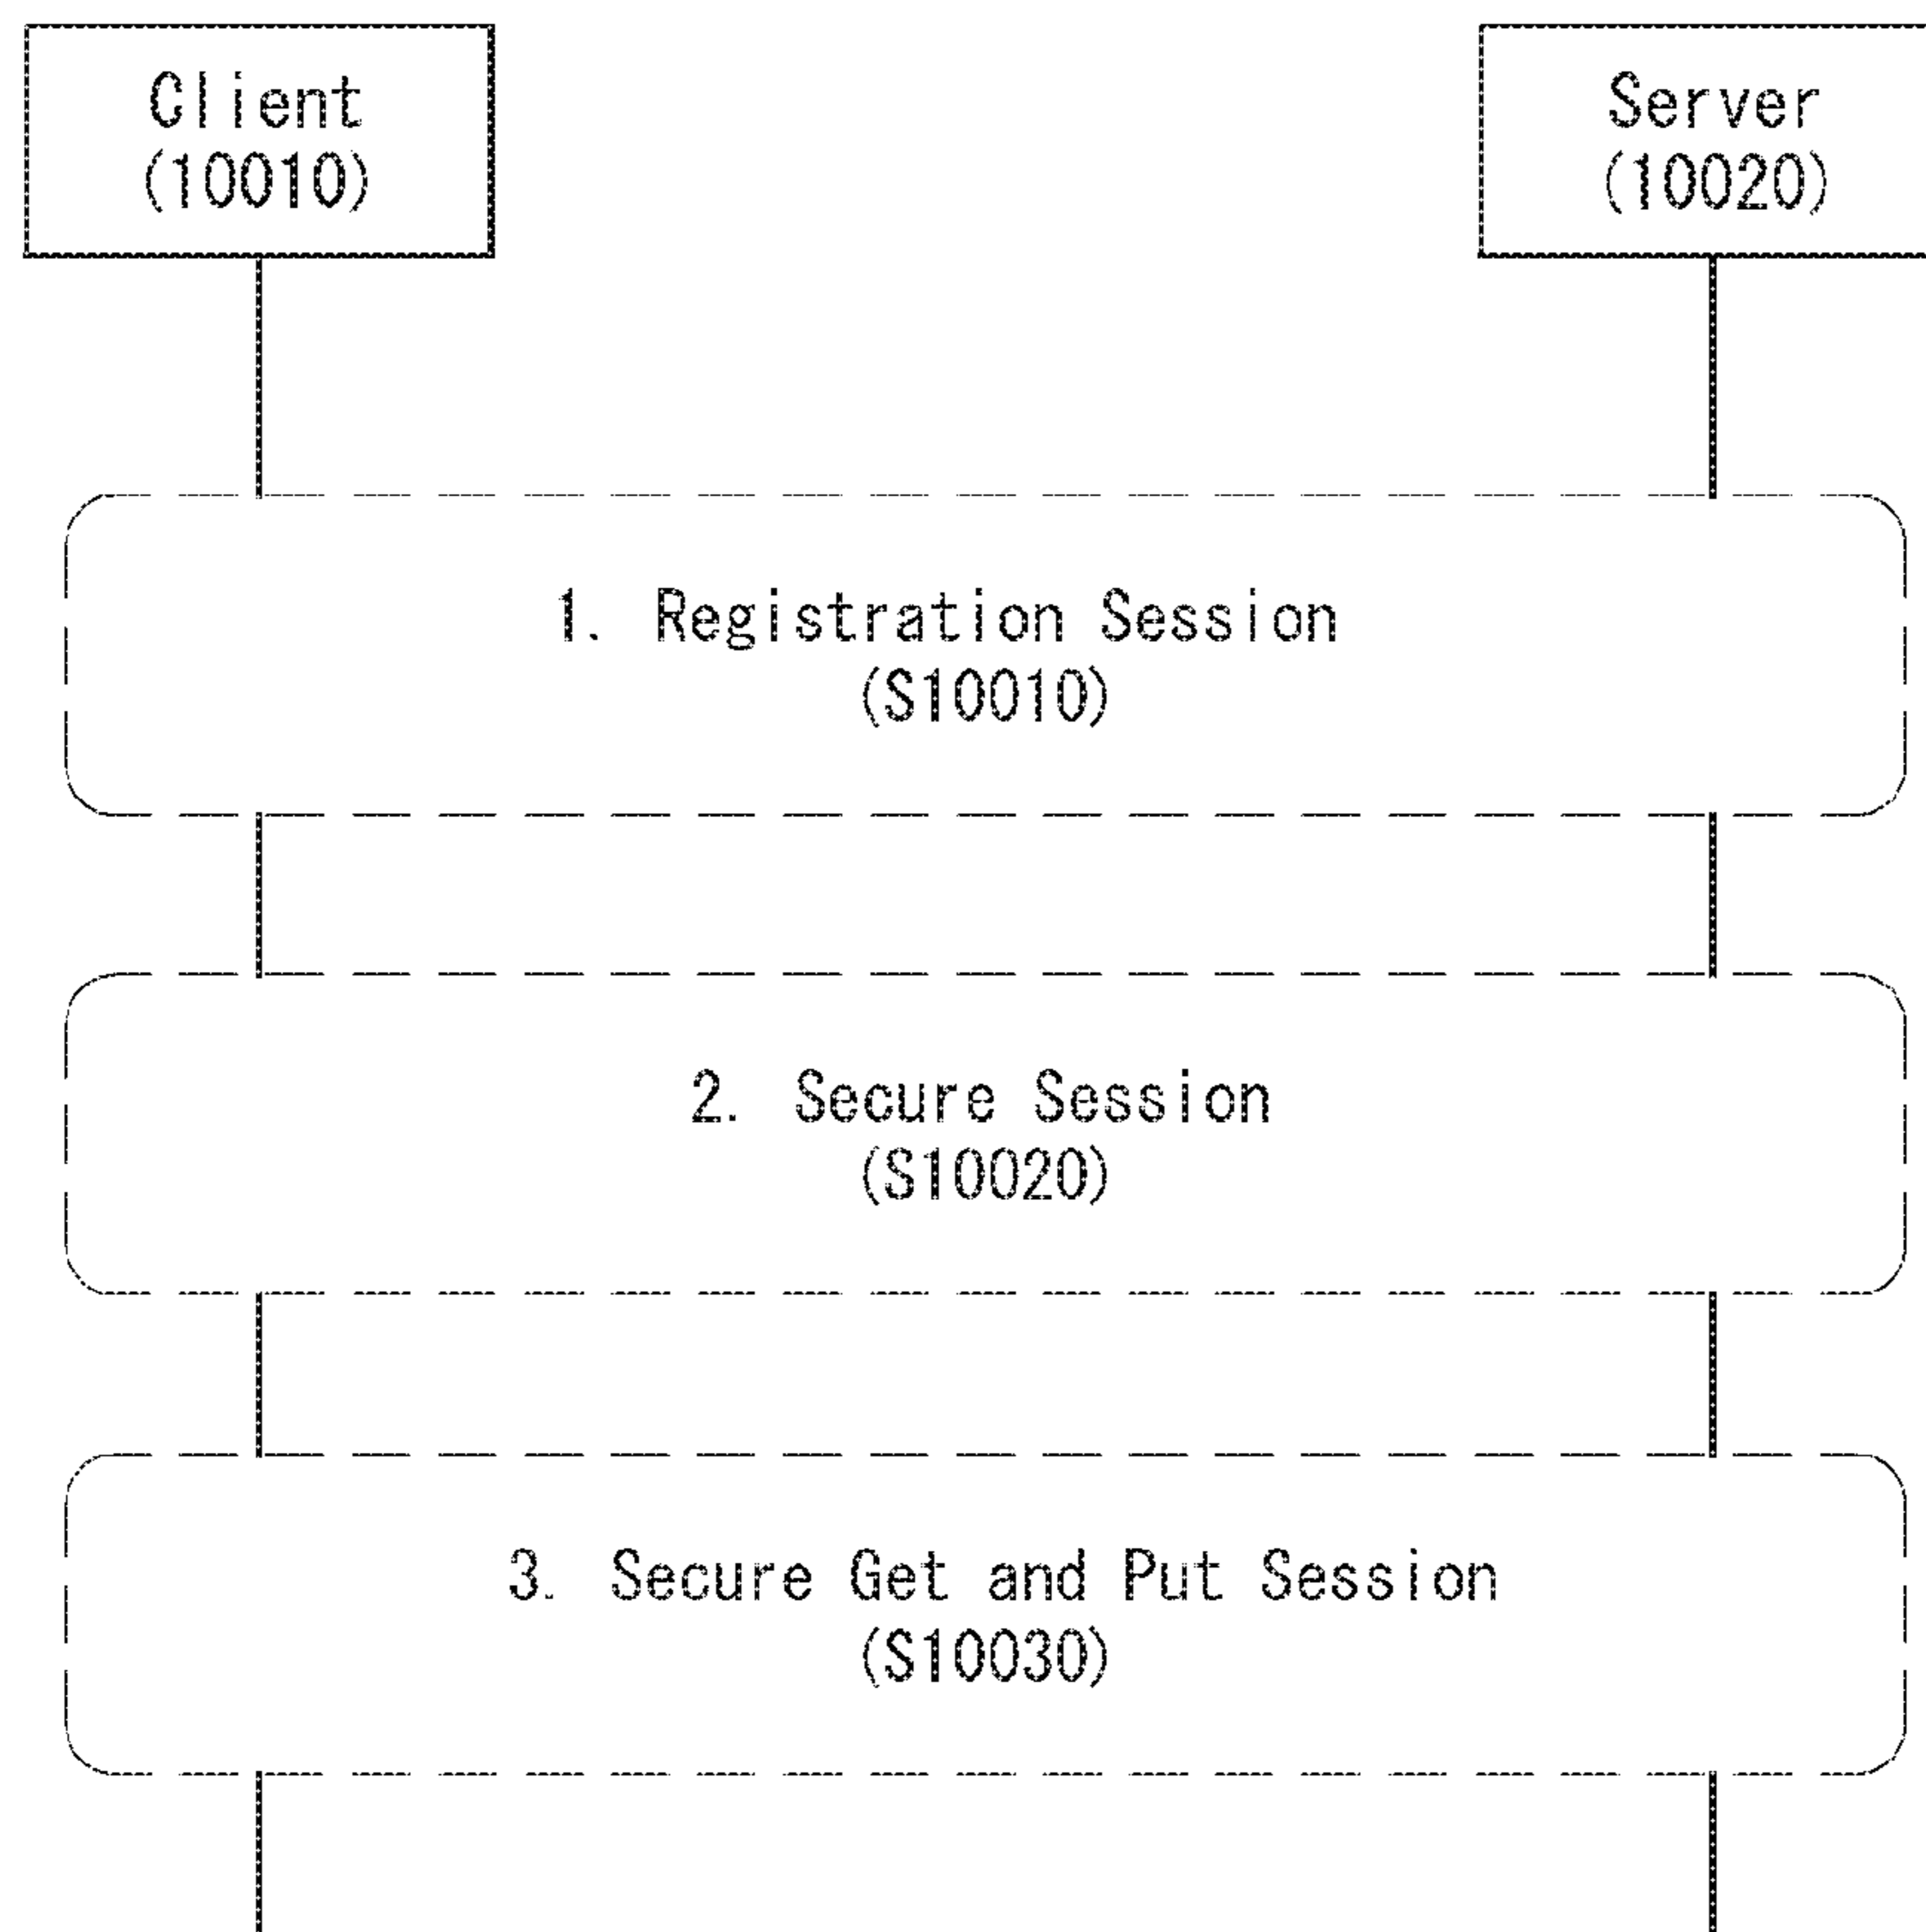 Client
(10010)
Server
(10020)
1. Registration Session
(S10010)
2. Secure Session
(S10020)
3. Secure Get and Put Session
(S10030)